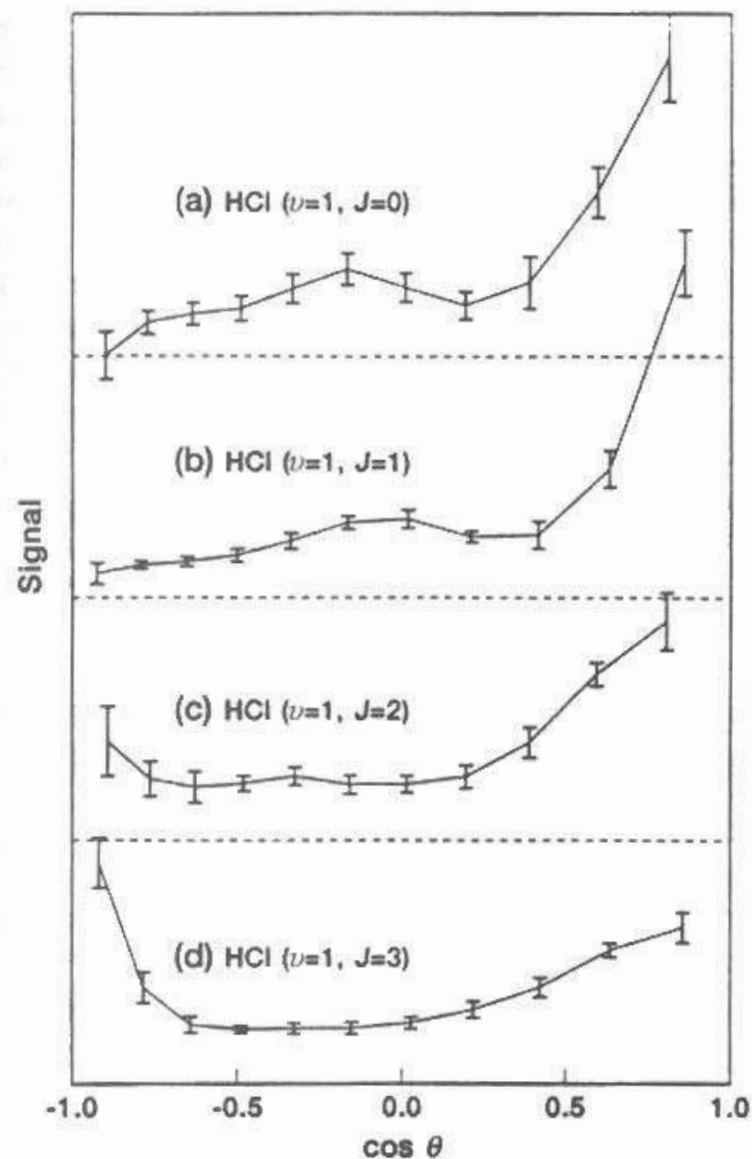 (a) HCl (υ=1, J=0)
(b) HCl (υ=1, J=1)
Signal
(c) HCl (υ=1, J=2)
(d) HCl (υ=1, J=3)
-1.0 -0.5 0.0 0.5 1.0
cos θ